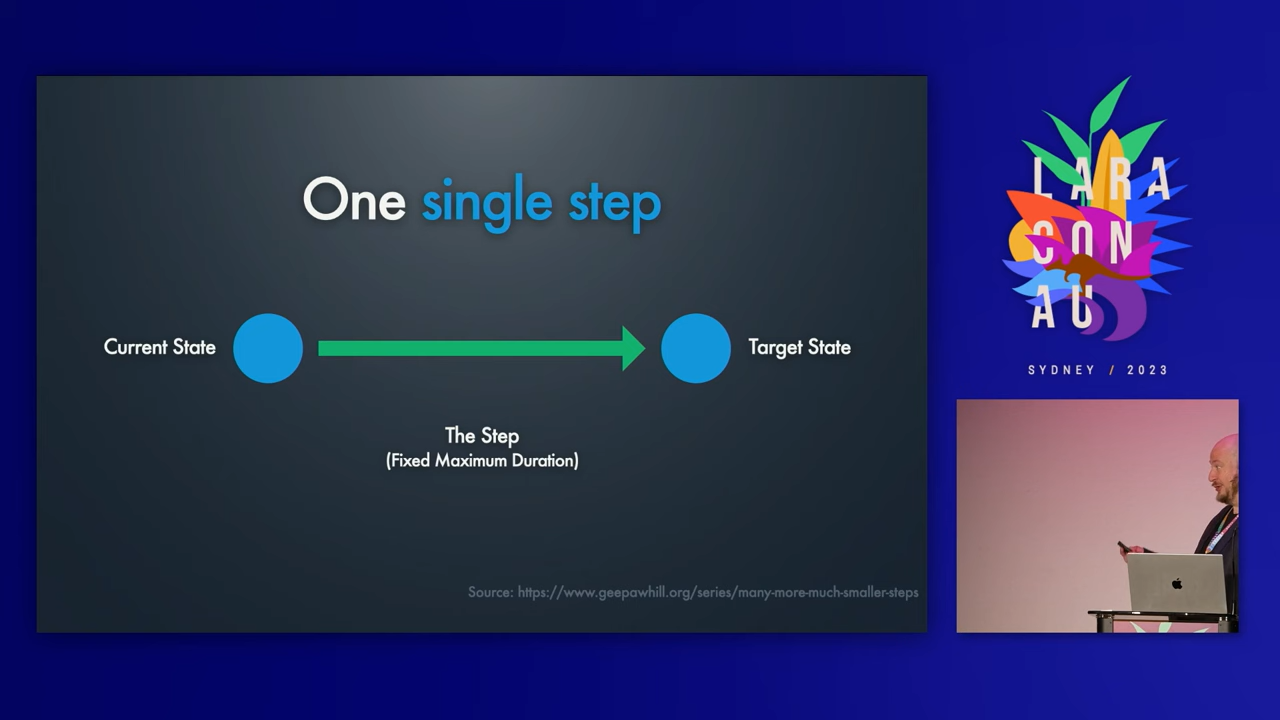 One single step
Current State
Target State
The Step
(Fixed Maximum Duration)
Source: https://www.geepawhill.org/series/many-more-much-smaller-steps
LARA
CON
AU
SYDNEY / 2023